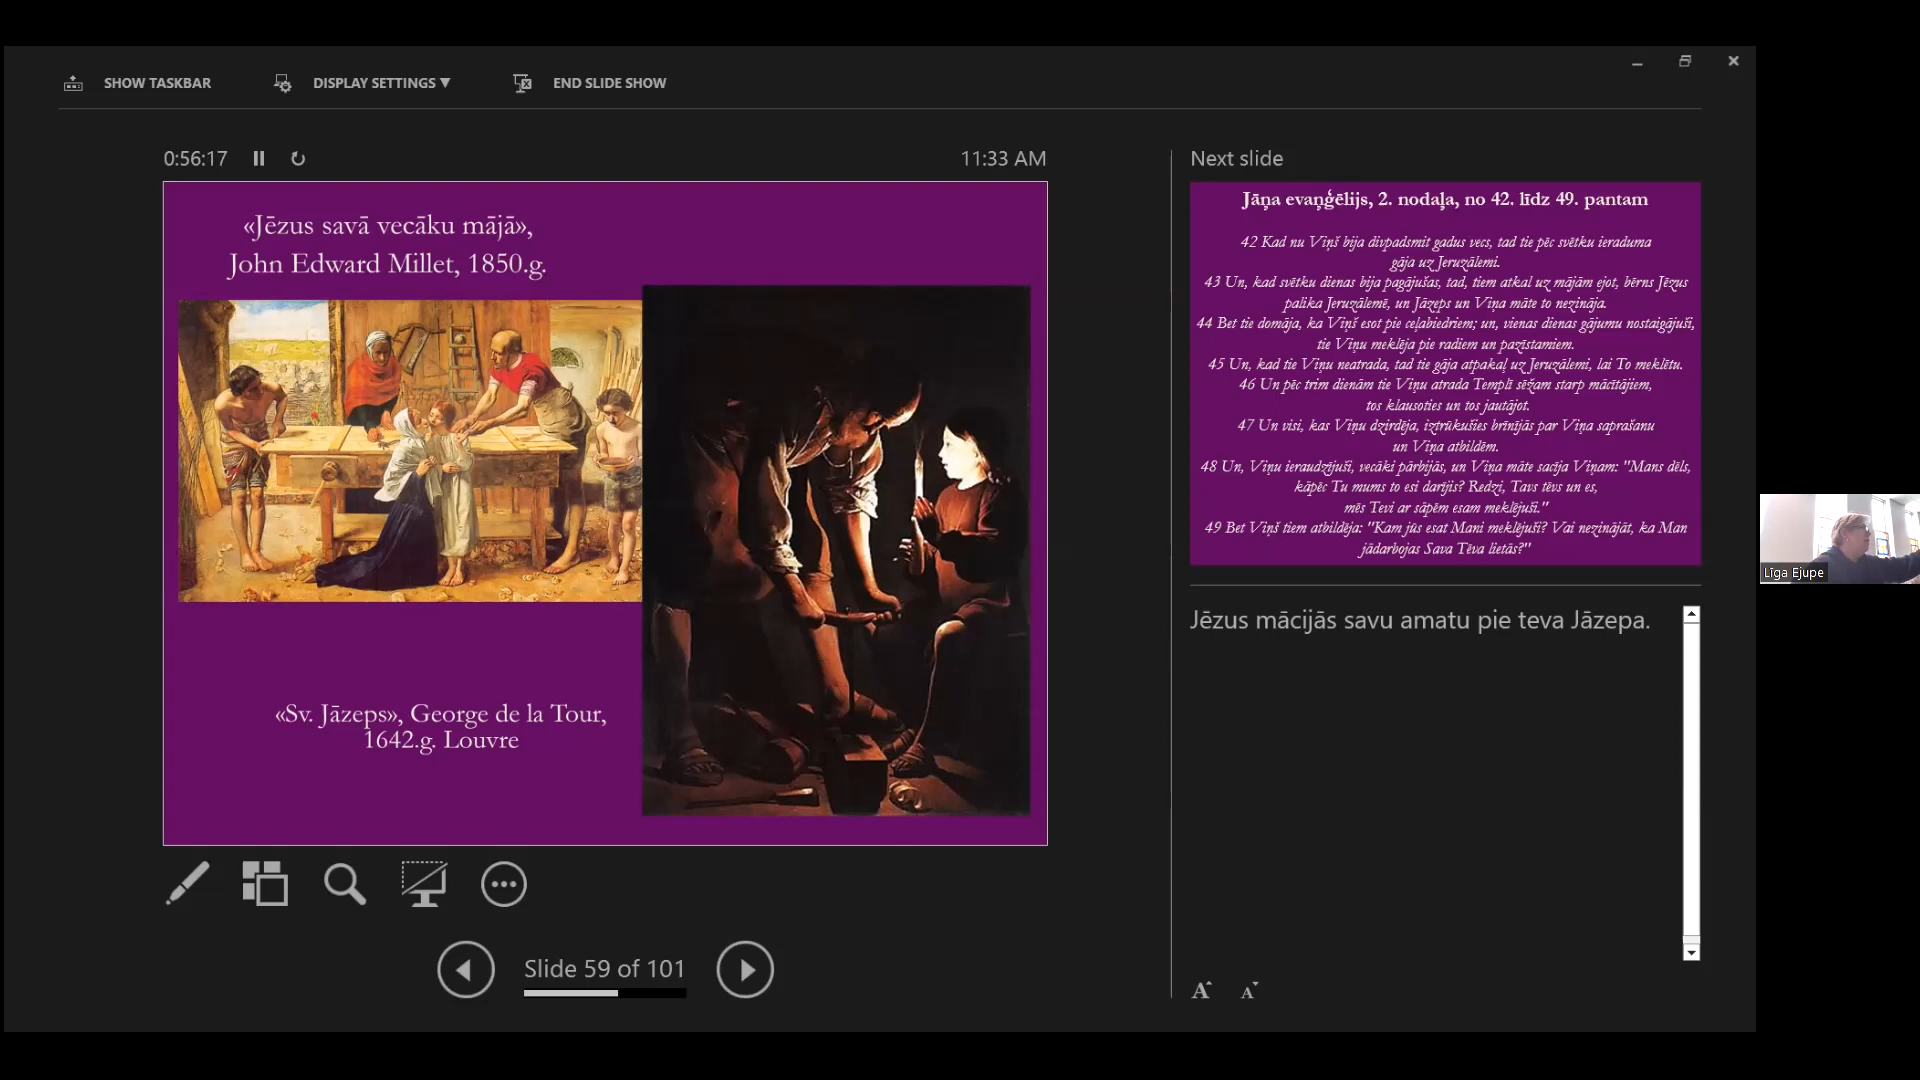 SHOW TASKBAR
DISPLAY SETTINGS ▼
END SLIDE SHOW
0:56:17
11:33 AM
«Jēzus savā vecāku mājā»,
John Edward Millet, 1850.g.
«Sv. Jāzeps», George de la Tour,
1642.g. Louvre
Slide 59 of 101
Next slide
Jāņa evaņģēlijs, 2. nodaļa, no 42. līdz 49. pantam
42 Kad nu Viņš bija divpadsmit gadus vecs, tad tie pēc svētku ieraduma
gāja uz Jeruzālemi.
43 Un, kad svētku dienas bija pagājušas, tad, tiem atkal uz mājām ejot, bērns Jēzus
palika Jeruzālemē, un Jāzeps un Viņa māte to nezināja.
44 Bet tie domāja, ka Viņš esot pie ceļabiedriem; un, vienas dienas gājumu nostaigājuši,
tie Viņu meklēja pie radiem un pazīstamiem.
45 Un, kad tie Viņu neatrada, tad tie gāja atpakaļ uz Jeruzālemi, lai To meklētu.
46 Un pēc trim dienām tie Viņu atrada Templī sēžam starp mācītājiem,
tos klausoties un tos jautājot.
47 Un visi, kas Viņu dzirdēja, iztrūkušies brīnījās par Viņa saprašanu
un Viņa atbildēm.
48 Un, Viņu ieraudzījuši, vecāki pārbijās, un Viņa māte sacīja Viņam: "Mans dēls,
kāpēc Tu mums to esi darījis? Redzi, Tavs tēvs un es,
mēs Tevi ar sāpēm esam meklējuši."
49 Bet Viņš tiem atbildēja: "Kam jūs esat Mani meklējuši? Vai nezinājāt, ka Man
jādarbojas Sava Tēva lietās?"
Jēzus mācijās savu amatu pie teva Jāzepa.
A A
Līga Ejupe